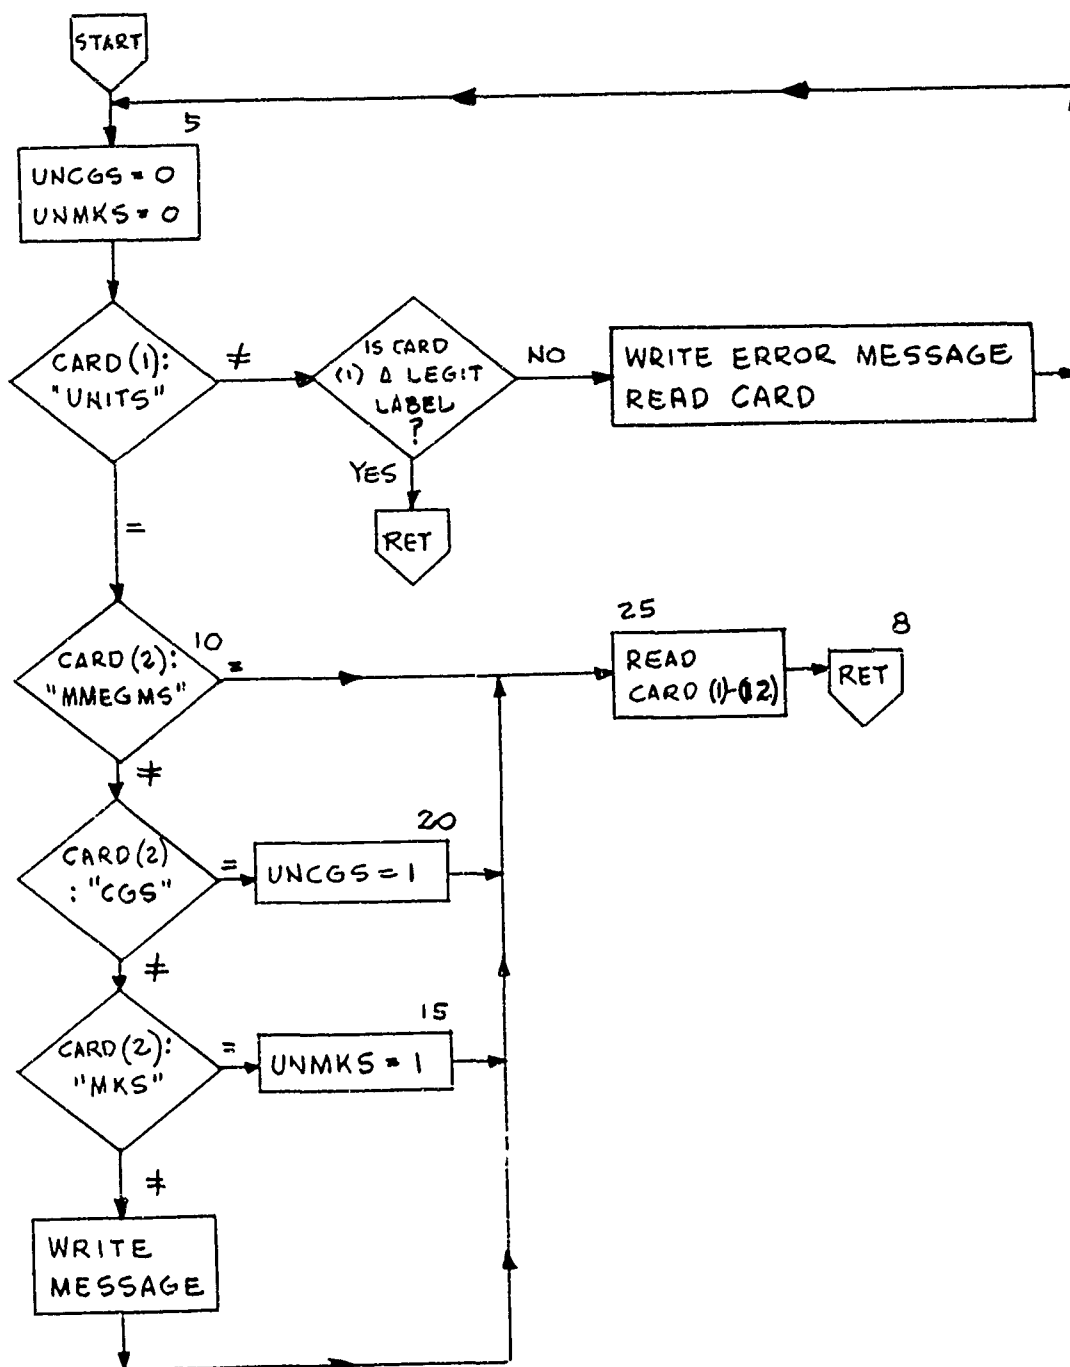 START
5
UNCGS = 0
UNMKS = 0
CARD (1):
"UNITS"
≠
IS CARD
(1) A LEGIT
LABEL
?
NO
WRITE ERROR MESSAGE
READ CARD
YES
RET
=
CARD (2):
"MMEGMS"
10
=
25
READ
CARD (1)-(12)
8
RET
≠
CARD (2)
: "CGS"
=
20
UNCGS = 1
≠
CARD (2):
"MKS"
=
15
UNMKS = 1
≠
WRITE
MESSAGE